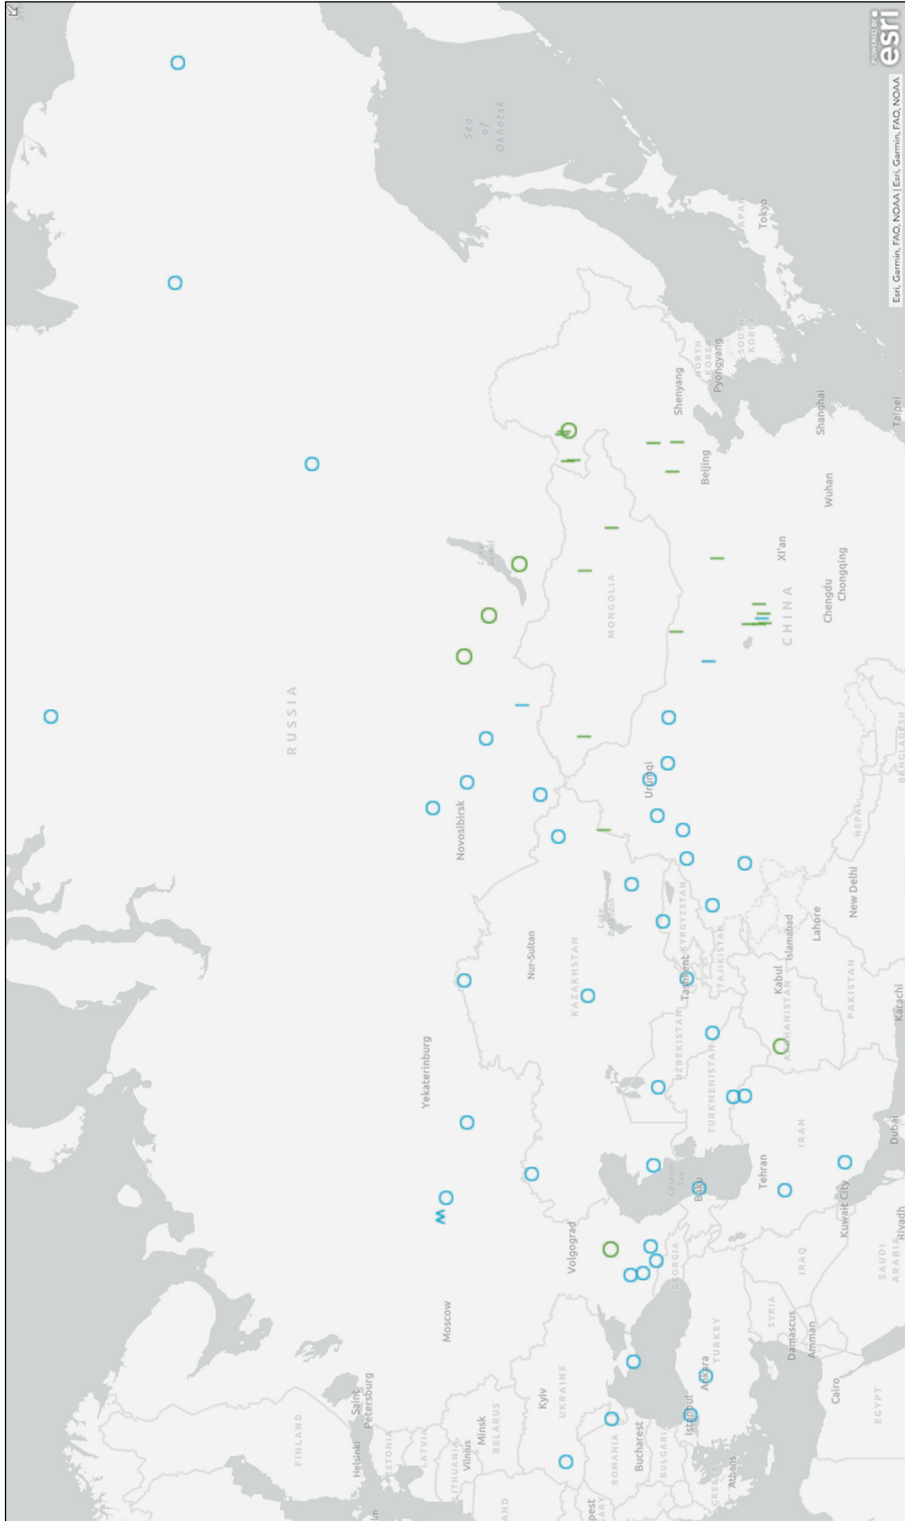 Sea
of
Okhotsk
RUSSIA
FINLAND
Helsinki
Saint
Petersburg
ESTONIA
LATVIA
LITHUANIA
Vilnius
Minsk
BELARUS
Moscow
Yekaterinburg
Novosibirsk
Nur-Sultan
KAZAKHSTAN
Volgograd
Kyiv
UKRAINE
ROMANIA
Bucharest
BULGARIA
Istanbul
Ankara
TURKEY
Athens
GEORGIA
Caspian
Sea
Baku
UZBEKISTAN
TURKMENISTAN
Tashkent
KYRGYZSTAN
TAJIKISTAN
Urumqi
MONGOLIA
Shenyang
Beijing
NORTH
KOREA
Pyongyang
SOUTH
KOREA
JAPAN
Tokyo
Xi'an
CHINA
Shanghai
Wuhan
Chengdu
Chongqing
Taipei
Kabul
AFGHANISTAN
Islamabad
Lahore
PAKISTAN
Karachi
New Delhi
NEPAL
BANGLADESH
Tehran
IRAN
IRAQ
SYRIA
Damascus
Amman
Kuwait City
Dubai
SAUDI
ARABIA
Riyadh
Cairo
EGYPT
W
POWERED BY
esri
Esri, Garmin, FAO, NOAA | Esri, Garmin, FAO, NOAA